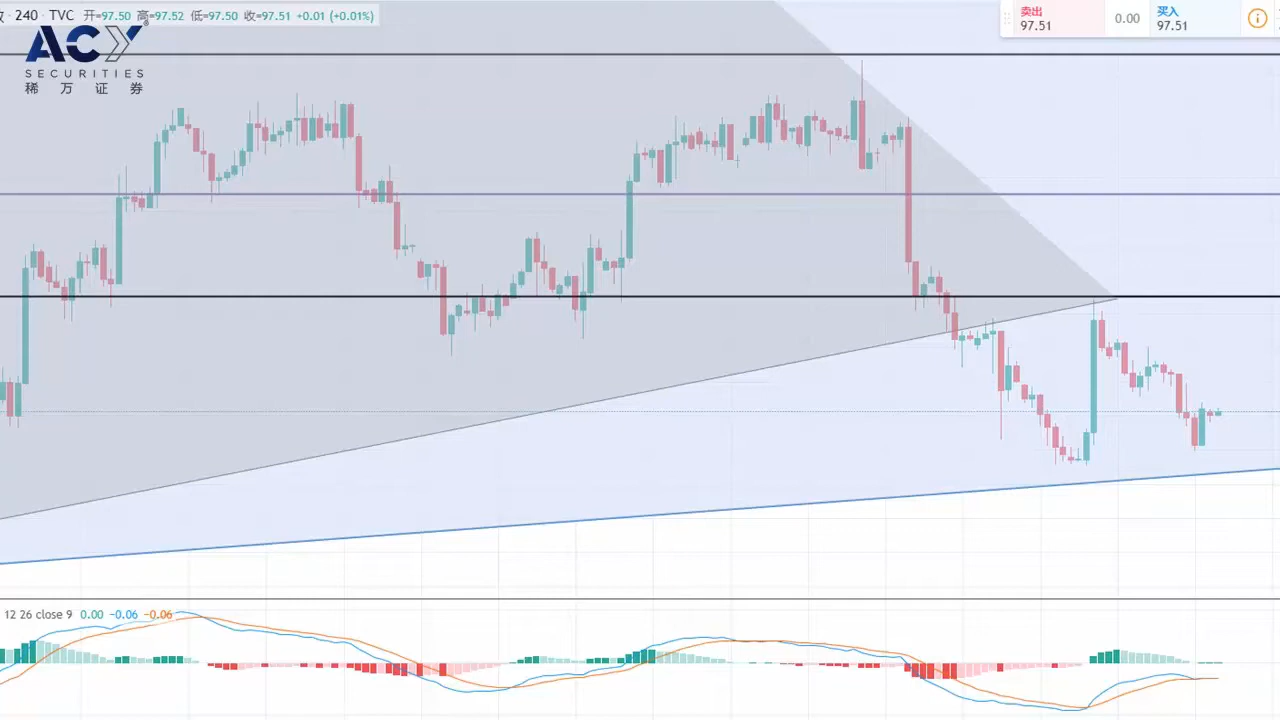 240 · TVC 开=97.50 高=97.52 低=97.50 收=97.51 +0.01 (+0.01%)
卖出
97.51
0.00
买入
97.51
ACY
SECURITIES
稀万证券
12 26 close 9 0.00 −0.06 −0.06